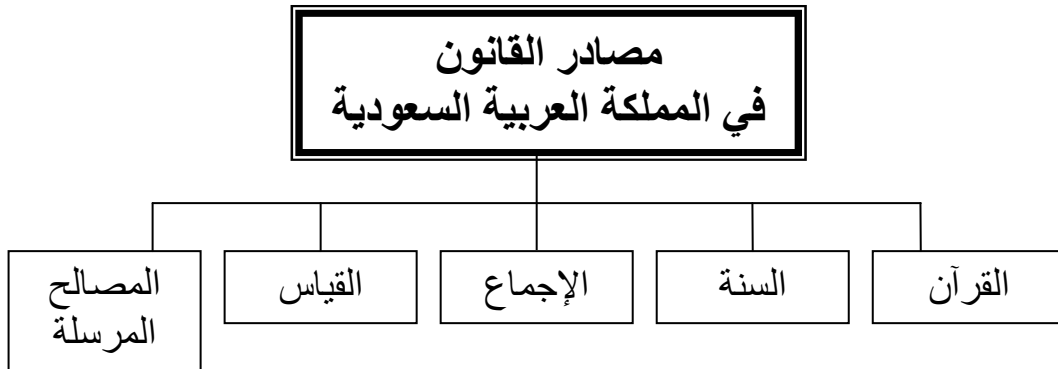 مصادر القانون
في المملكة العربية السعودية
القرآن
السنة
الإجماع
القياس
المصالح
المرسلة